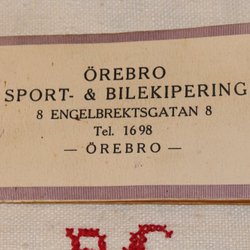 ÖREBRO
SPORT- & BILEKIPERING
8 ENGELBREKTSGATAN 8
Tel. 1698
— ÖREBRO —